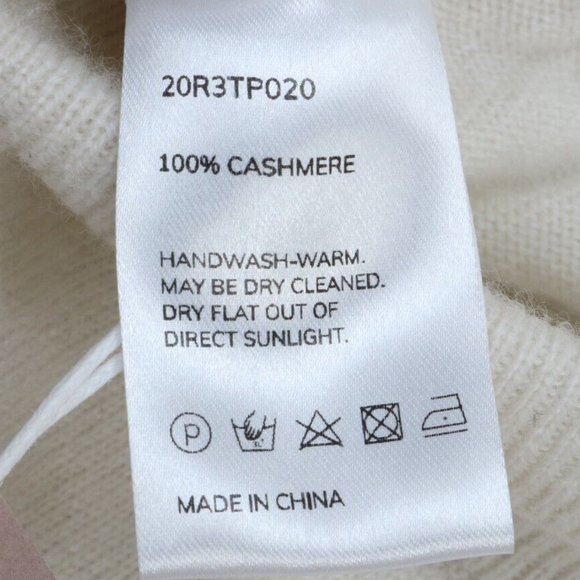 20R3TP020
100% CASHMERE
HANDWASH-WARM.
MAY BE DRY CLEANED.
DRY FLAT OUT OF
DIRECT SUNLIGHT.
P
MADE IN CHINA